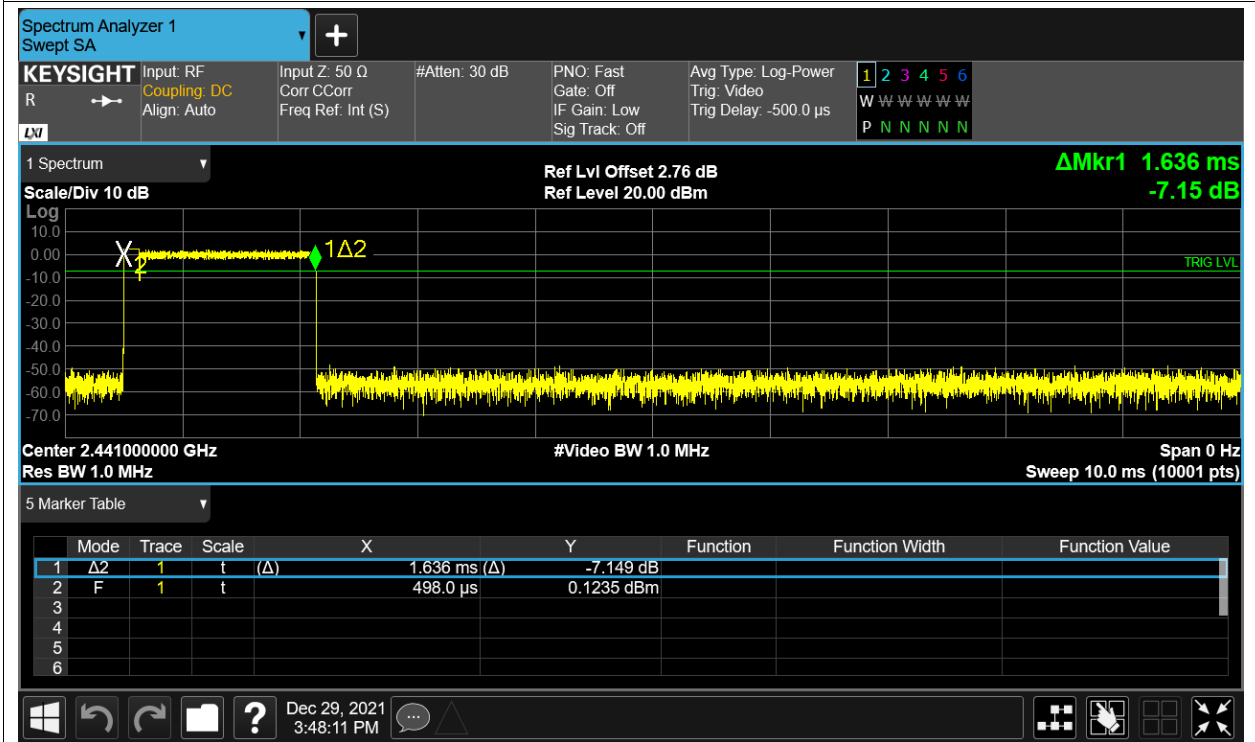 Spectrum Analyzer 1
Swept SA
KEYSIGHT
R
LXI
Input: RF
Coupling: DC
Align: Auto
Input Z: 50 Ω
Corr CCorr
Freq Ref: Int (S)
#Atten: 30 dB
PNO: Fast
Gate: Off
IF Gain: Low
Sig Track: Off
Avg Type: Log-Power
Trig: Video
Trig Delay: -500.0 µs
1 2 3 4 5 6
W W W W W W
P N N N N N
1 Spectrum
Scale/Div 10 dB
Ref Lvl Offset 2.76 dB
Ref Level 20.00 dBm
ΔMkr1 1.636 ms
-7.15 dB
Log
10.0
0.00
-10.0
-20.0
-30.0
-40.0
-50.0
-60.0
-70.0
X
2
1Δ2
TRIG LVL
Center 2.441000000 GHz
#Video BW 1.0 MHz
Span 0 Hz
Res BW 1.0 MHz
Sweep 10.0 ms (10001 pts)
5 Marker Table
Mode Trace Scale X Y Function Function Width Function Value
1 Δ2 1 t (Δ) 1.636 ms (Δ) -7.149 dB
2 F 1 t 498.0 µs 0.1235 dBm
3
4
5
6
?
Dec 29, 2021
3:48:11 PM